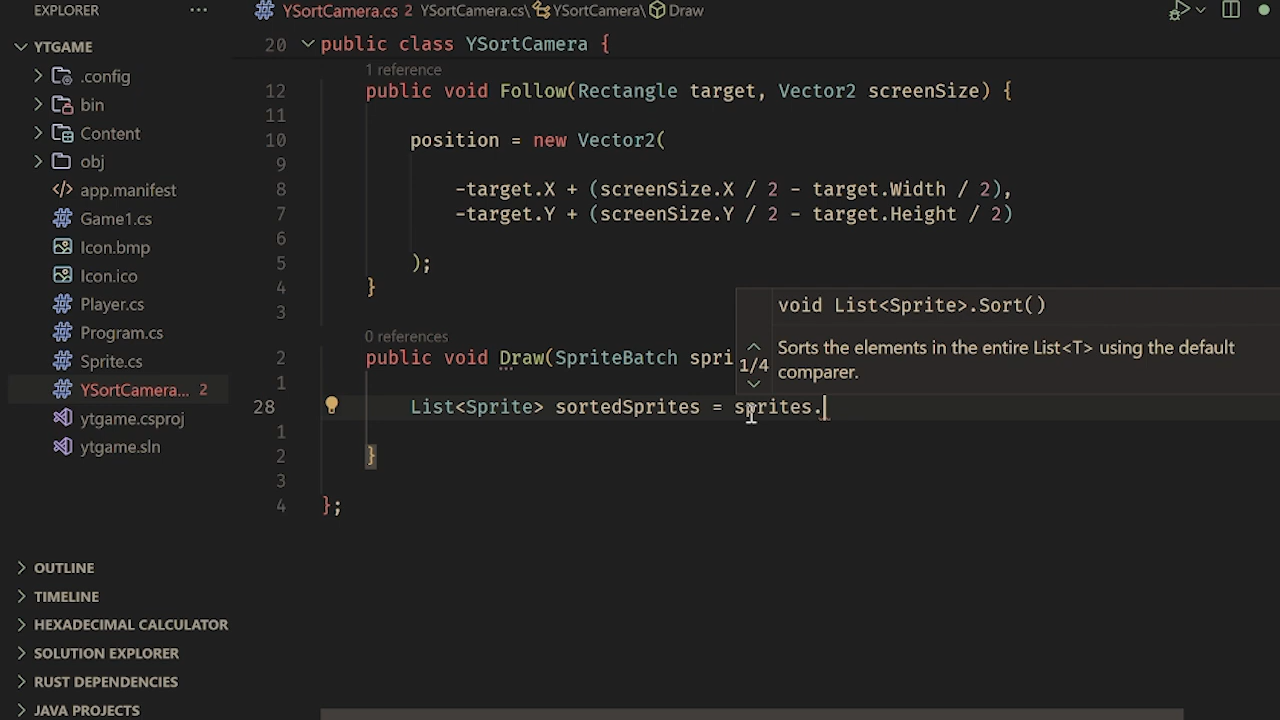 EXPLORER
YTGAME
.config
bin
Content
obj
app.manifest
Game1.cs
Icon.bmp
Icon.ico
Player.cs
Program.cs
Sprite.cs
YSortCamera... 2
ytgame.csproj
ytgame.sln
OUTLINE
TIMELINE
HEXADECIMAL CALCULATOR
SOLUTION EXPLORER
RUST DEPENDENCIES
JAVA PROJECTS
YSortCamera.cs 2 YSortCamera.cs\YSortCamera\Draw
20 public class YSortCamera {
1 reference
12 public void Follow(Rectangle target, Vector2 screenSize) {
11
10 position = new Vector2(
9
8 -target.X + (screenSize.X / 2 - target.Width / 2),
7 -target.Y + (screenSize.Y / 2 - target.Height / 2)
6
5 );
4 }
3
0 references
2 public void Draw(SpriteBatch spri
1
28 List<Sprite> sortedSprites = sprites.
1
2 }
3
4 };
void List<Sprite>.Sort()
1/4
Sorts the elements in the entire List<T> using the default
comparer.